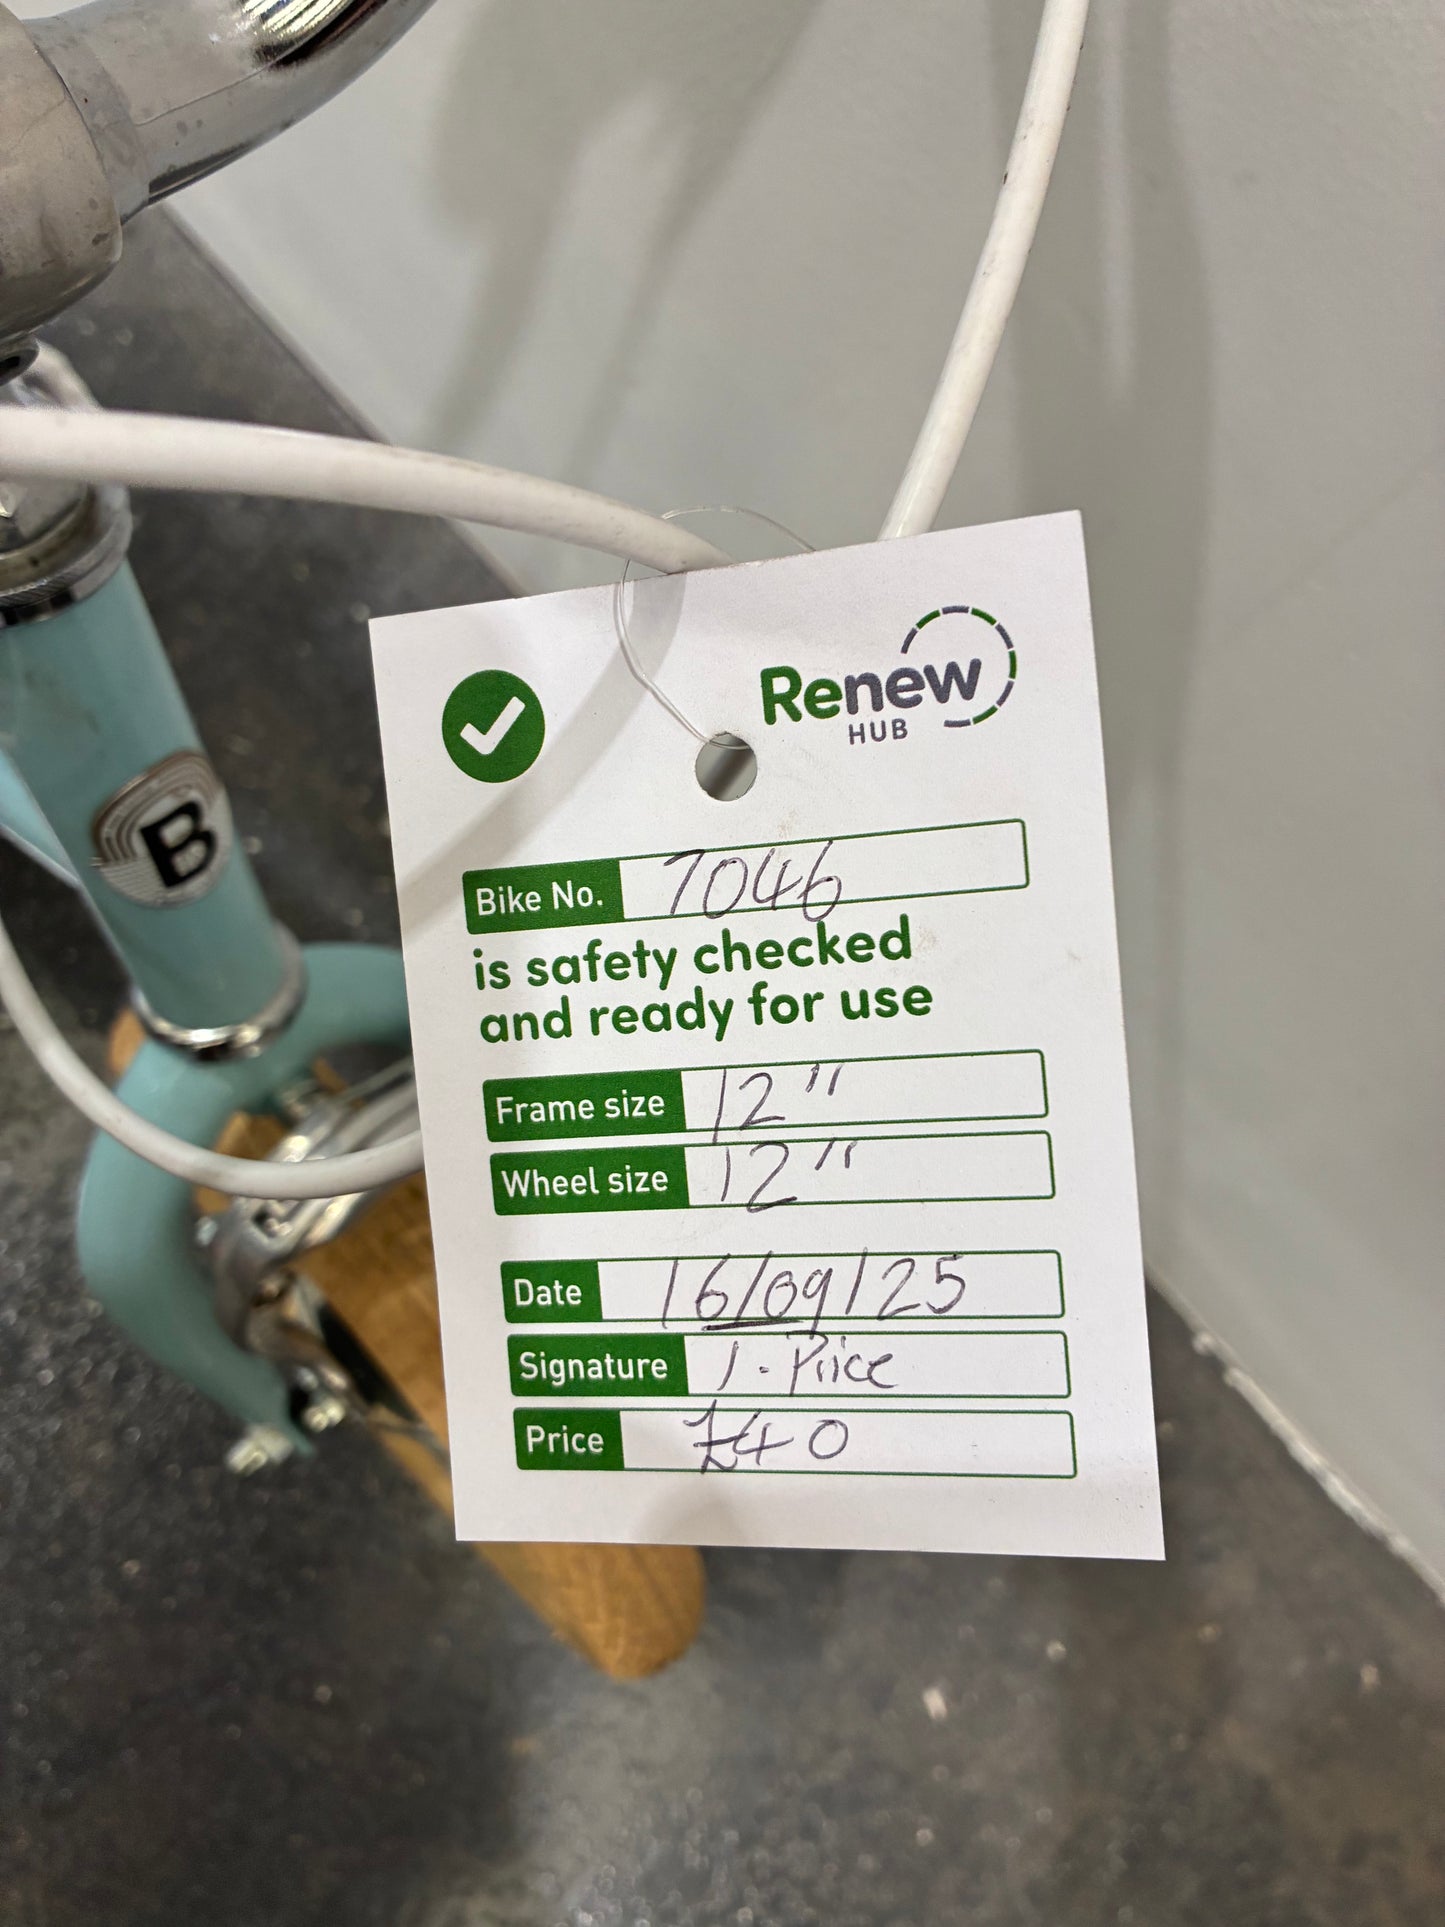 Renew
HUB
Bike No. 7046
is safety checked
and ready for use
Frame size 12"
Wheel size 12"
Date 16/09/25
Signature I. Price
Price £40
B